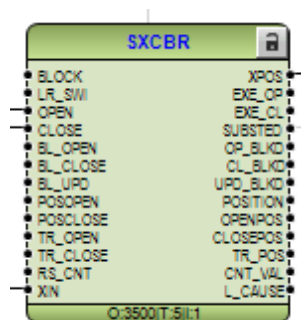 SXCBR
BLOCK XPOS
LR_SWI EXE_OP
OPEN EXE_CL
CLOSE SUBSTED
BL_OPEN OP_BLKD
BL_CLOSE CL_BLKD
BL_UPD UPD_BLKD
POSOPEN POSITION
POSCLOSE OPENPOS
TR_OPEN CLOSEPOS
TR_CLOSE TR_POS
RS_CNT CNT_VAL
XIN L_CAUSE
O:3500|T:5|I:1